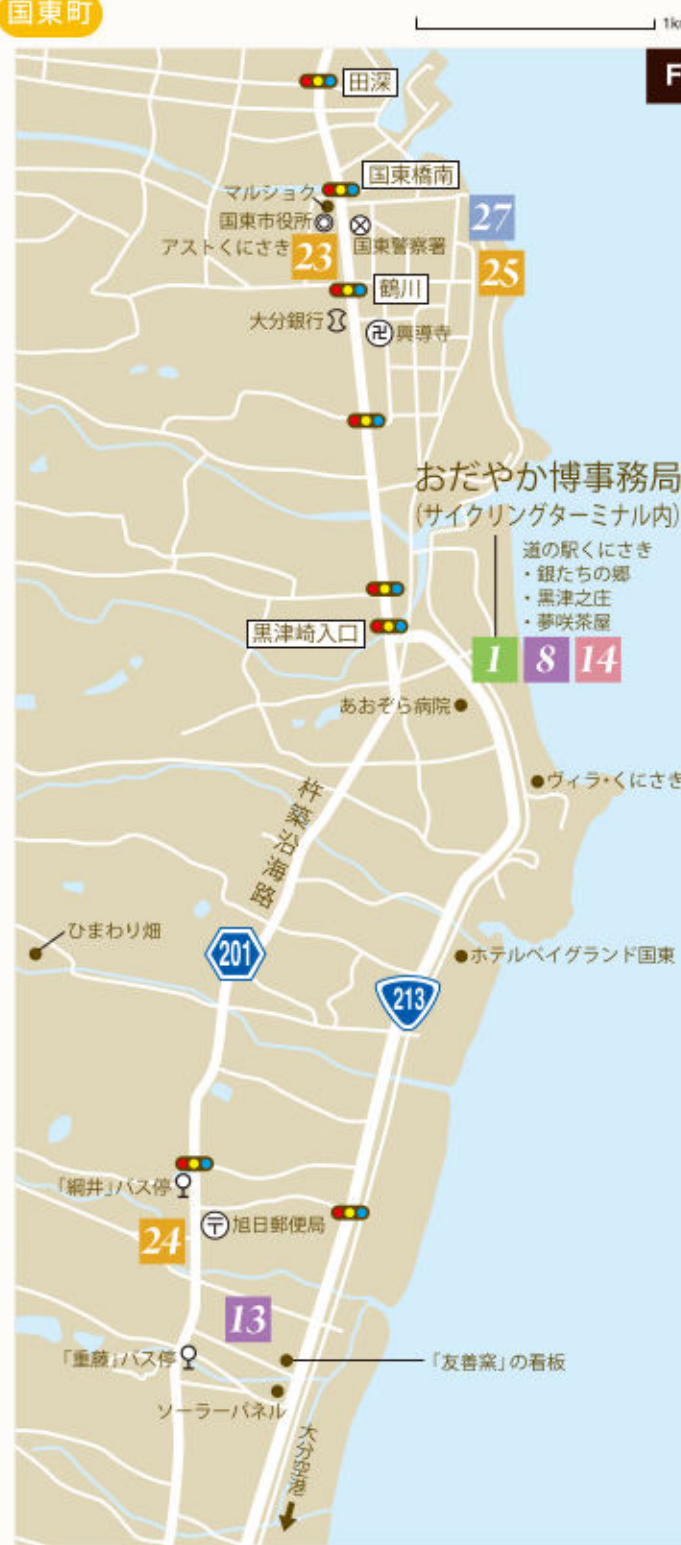 国東町
1k
F
田深
国東橋南
マルショク
国東市役所
アストくにさき
23
国東警察署
27
25
鶴川
大分銀行
卍
興導寺
おだやか博事務局
(サイクリングターミナル内)
道の駅くにさき
・銀たちの郷
・黒津之庄
・夢咲茶屋
黒津崎入口
1
8
14
あおぞら病院
ヴィラ・くにさき
杵築沿海路
ひまわり畑
201
ホテルベイグランド国東
213
「綱井」バス停
24
〒
旭日郵便局
13
「重藤」バス停
「友善窯」の看板
ソーラーパネル
大分空港